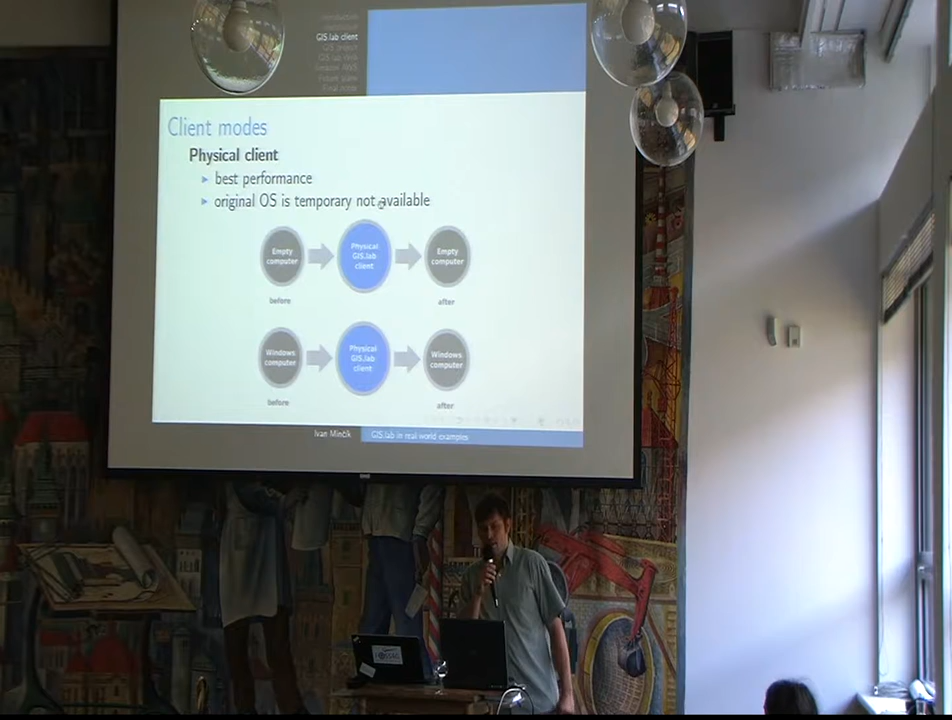 GIS.lab client
Client modes
Physical client
best performance
original OS is temporary not available
Empty computer
Physical GIS.lab client
Empty computer
before
after
Windows computer
Physical GIS.lab client
Windows computer
before
after
Ivan Minčík
GIS.lab in real world examples